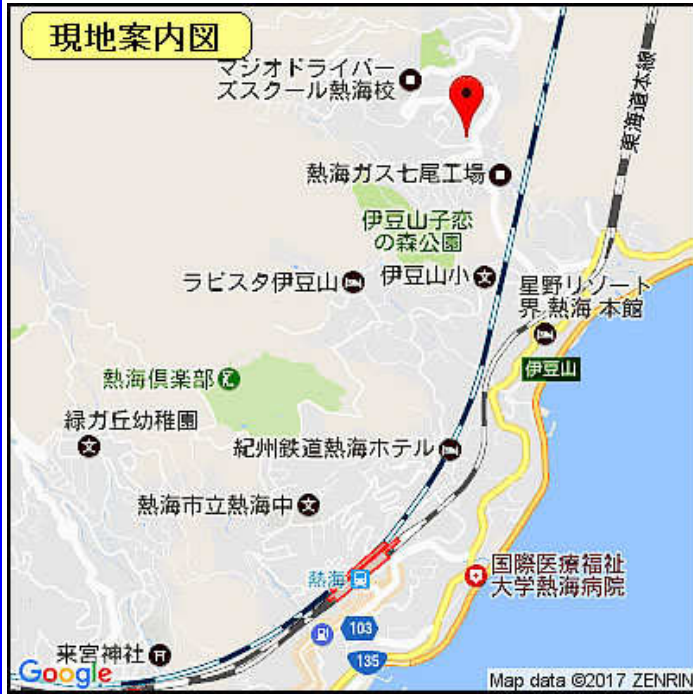 現地案内図
マジオドライバー
ズスクール熱海校
東海道本線
熱海ガス七尾工場
伊豆山子恋
の森公園
ラビスタ伊豆山
伊豆山小
星野リゾート
界 熱海 本館
伊豆山
熱海倶楽部
緑ガ丘幼稚園
紀州鉄道熱海ホテル
熱海市立熱海中
国際医療福祉
大学熱海病院
熱海
103
135
来宮神社
Google
Map data ©2017 ZENRIN